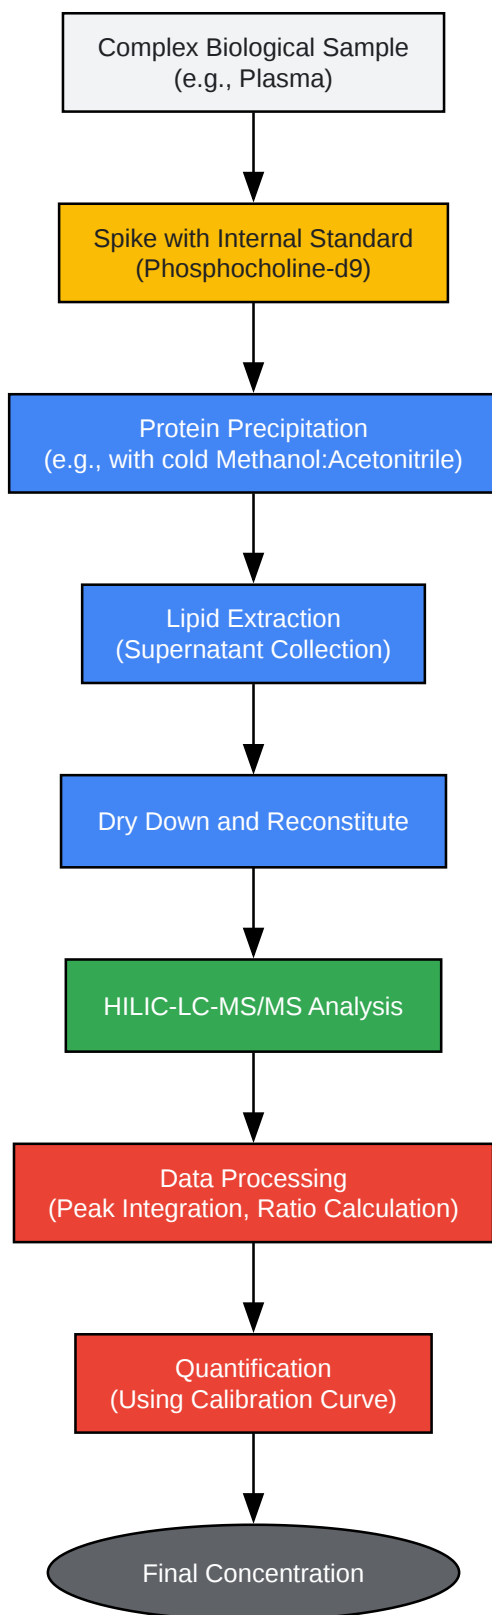 Complex Biological Sample
(e.g., Plasma)
Spike with Internal Standard
(Phosphocholine-d9)
Protein Precipitation
(e.g., with cold Methanol:Acetonitrile)
Lipid Extraction
(Supernatant Collection)
Dry Down and Reconstitute
HILIC-LC-MS/MS Analysis
Data Processing
(Peak Integration, Ratio Calculation)
Quantification
(Using Calibration Curve)
Final Concentration